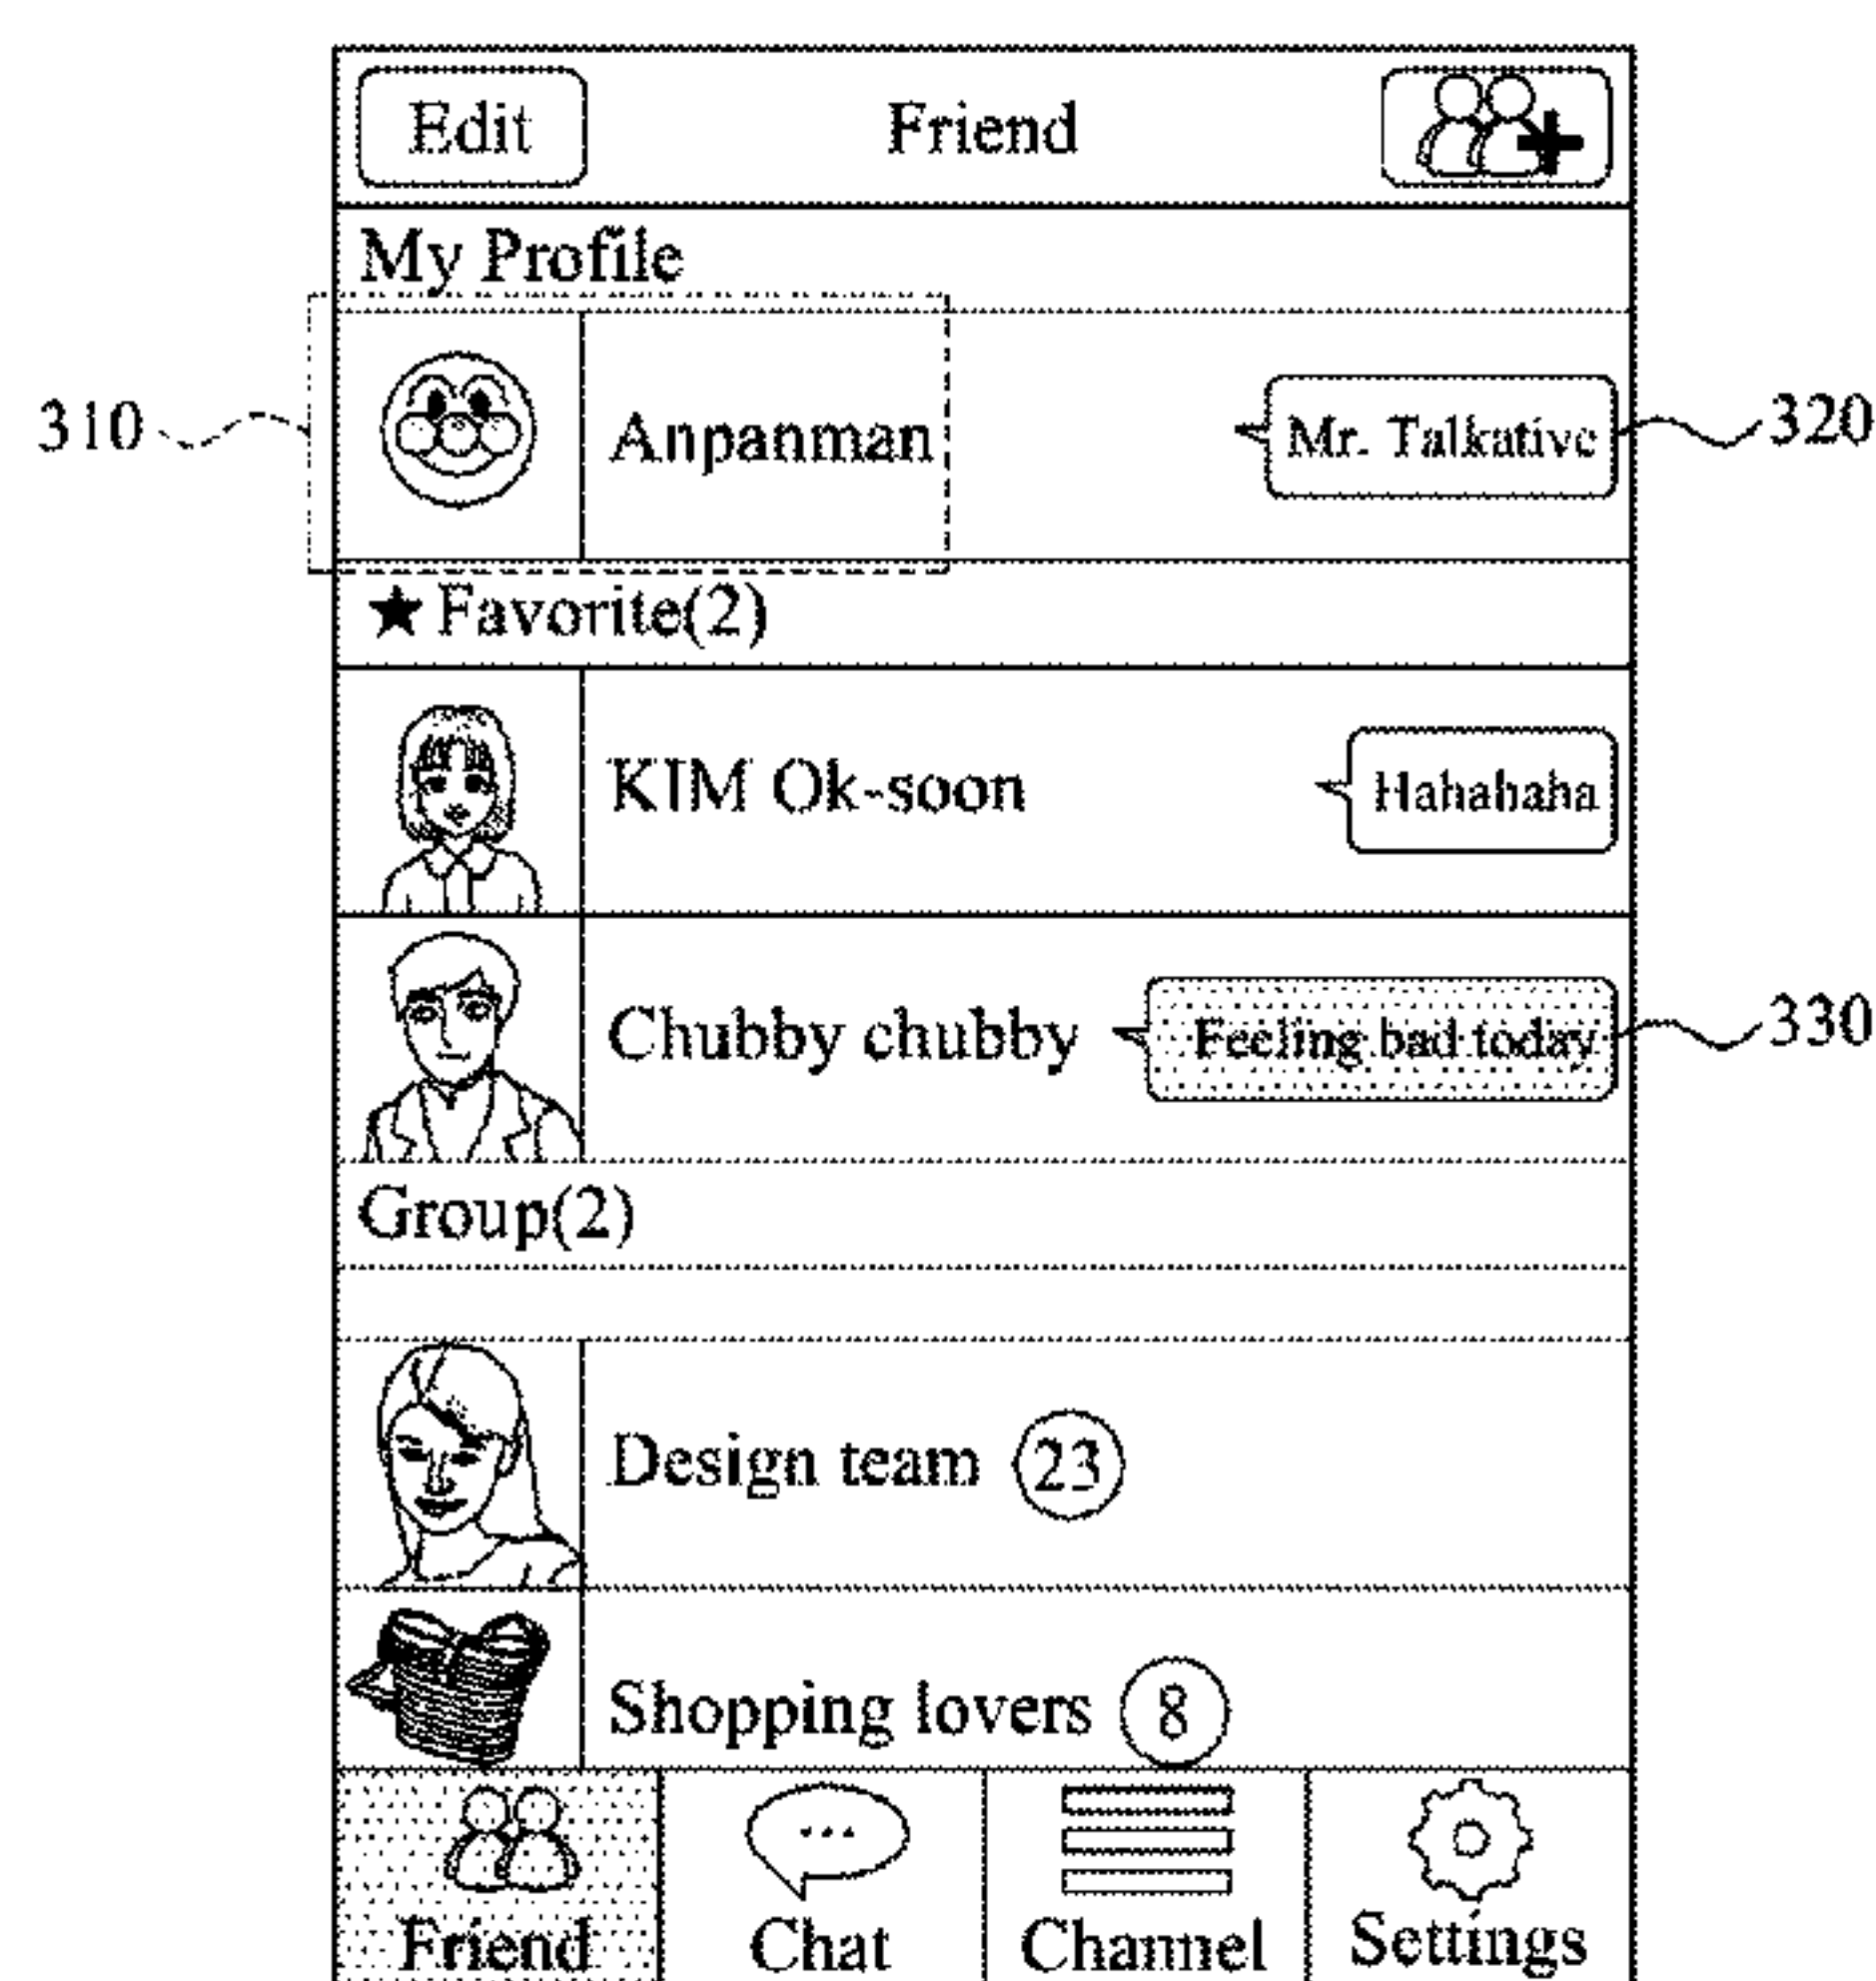 Edit Friend
My Profile
310 Anpanman Mr. Talkative 320
★Favorite(2)
KIM Ok-soon Hahahaha
Chubby chubby Feeling bad today 330
Group(2)
Design team 23
Shopping lovers 8
Friend Chat Channel Settings